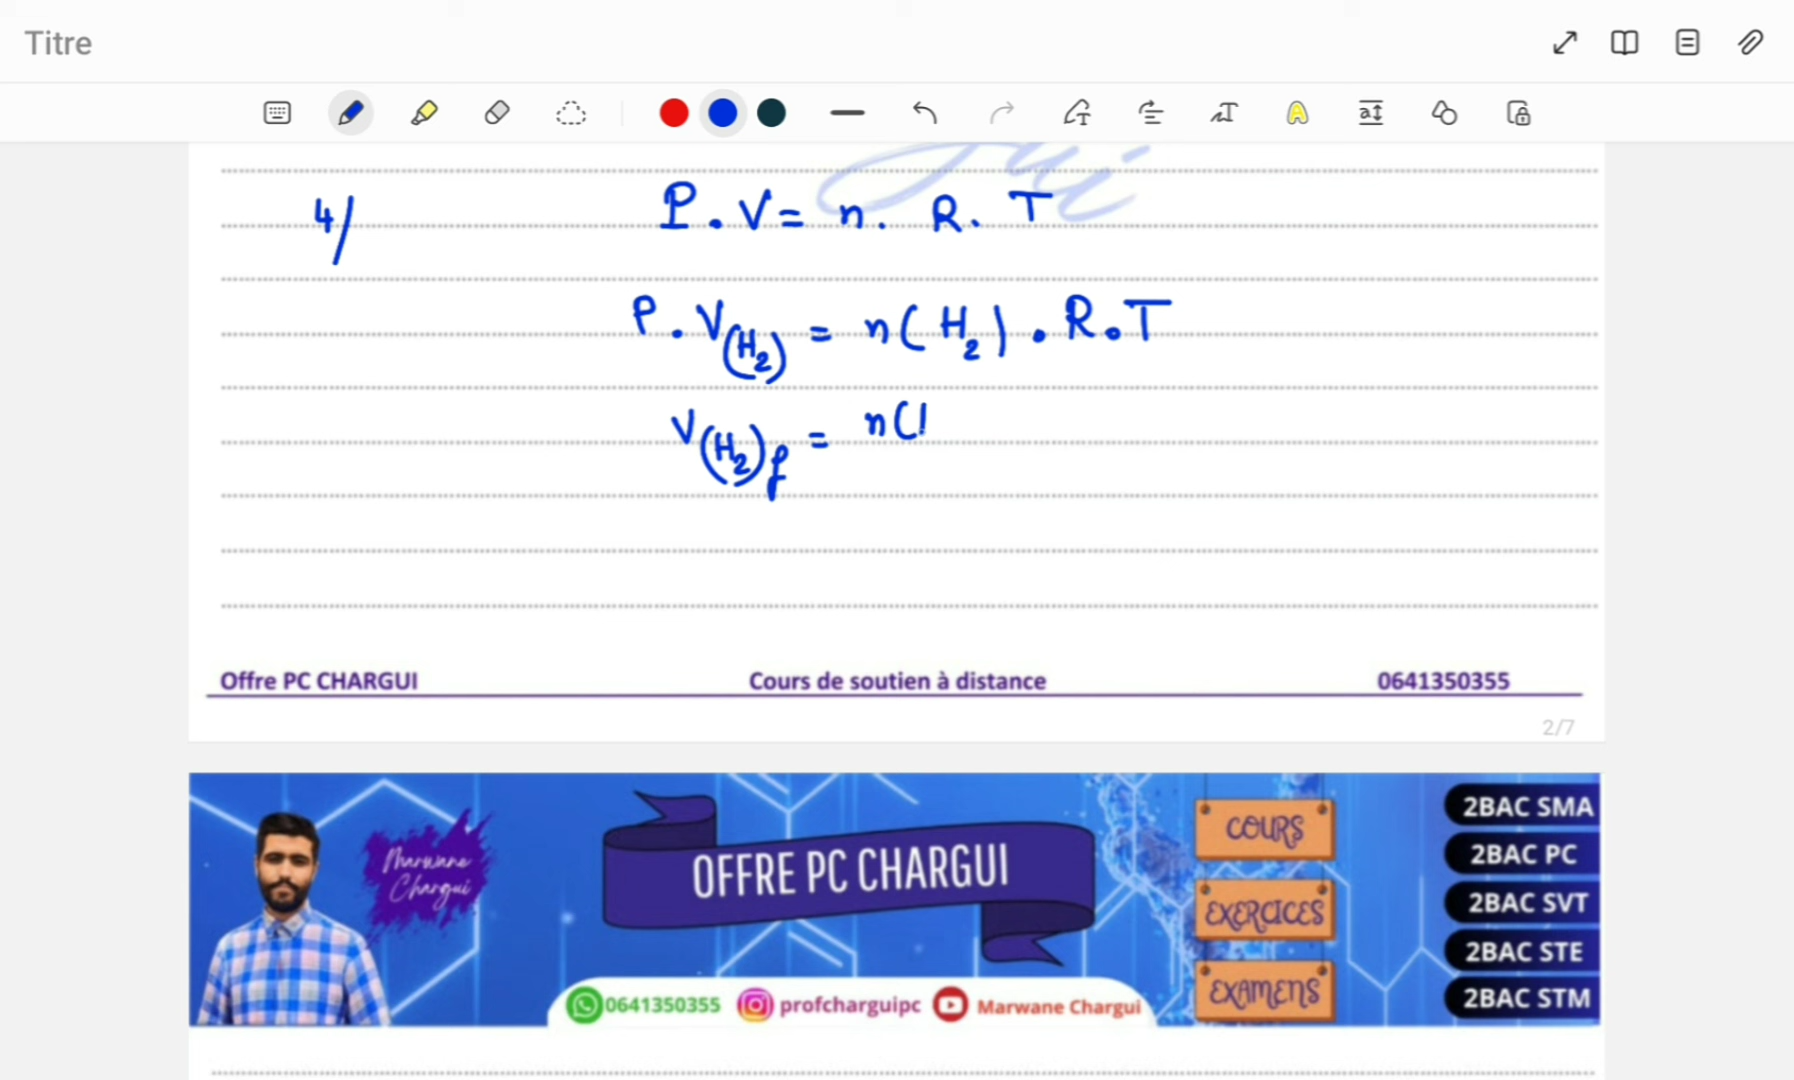 Titre
4/ P . V = n . R . T
P . V(H₂) = n(H₂) . R . T
V(H₂)f = n(
Offre PC CHARGUI Cours de soutien à distance 0641350355
2/7
Marwane Chargui
OFFRE PC CHARGUI
COURS
EXERCICES
EXAMENS
2BAC SMA
2BAC PC
2BAC SVT
2BAC STE
2BAC STM
0641350355 profcharguipc Marwane Chargui